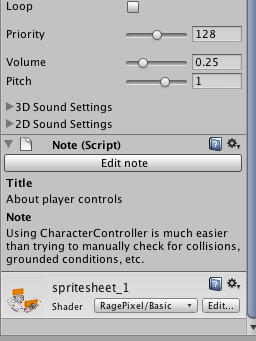 Loop
Priority 128
Volume 0.25
Pitch 1
3D Sound Settings
2D Sound Settings
Note (Script)
Edit note
Title
About player controls
Note
Using CharacterController is much easier
than trying to manually check for collisions,
grounded conditions, etc.
spritesheet_1
Shader RagePixel/Basic Edit...